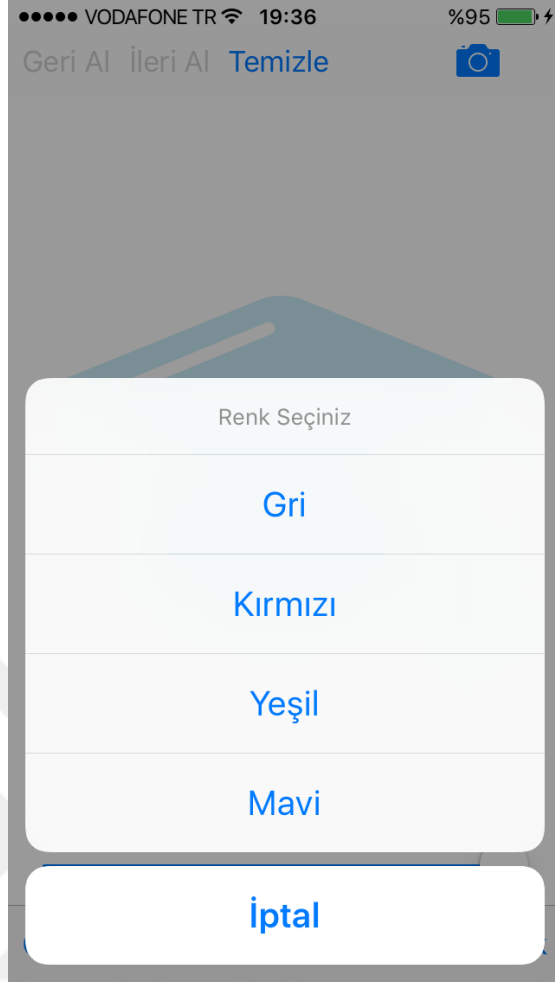 VODAFONE TR 19:36 %95
Geri Al İleri Al Temizle
Renk Seçiniz
Gri
Kırmızı
Yeşil
Mavi
İptal